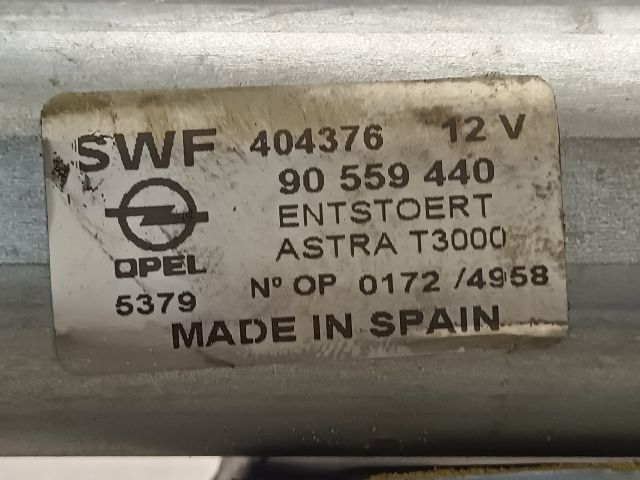 SWF 404376 12 V
90 559 440
ENTSTOERT
ASTRA T3000
OPEL
5379 Nº OP 0172 /4958
MADE IN SPAIN